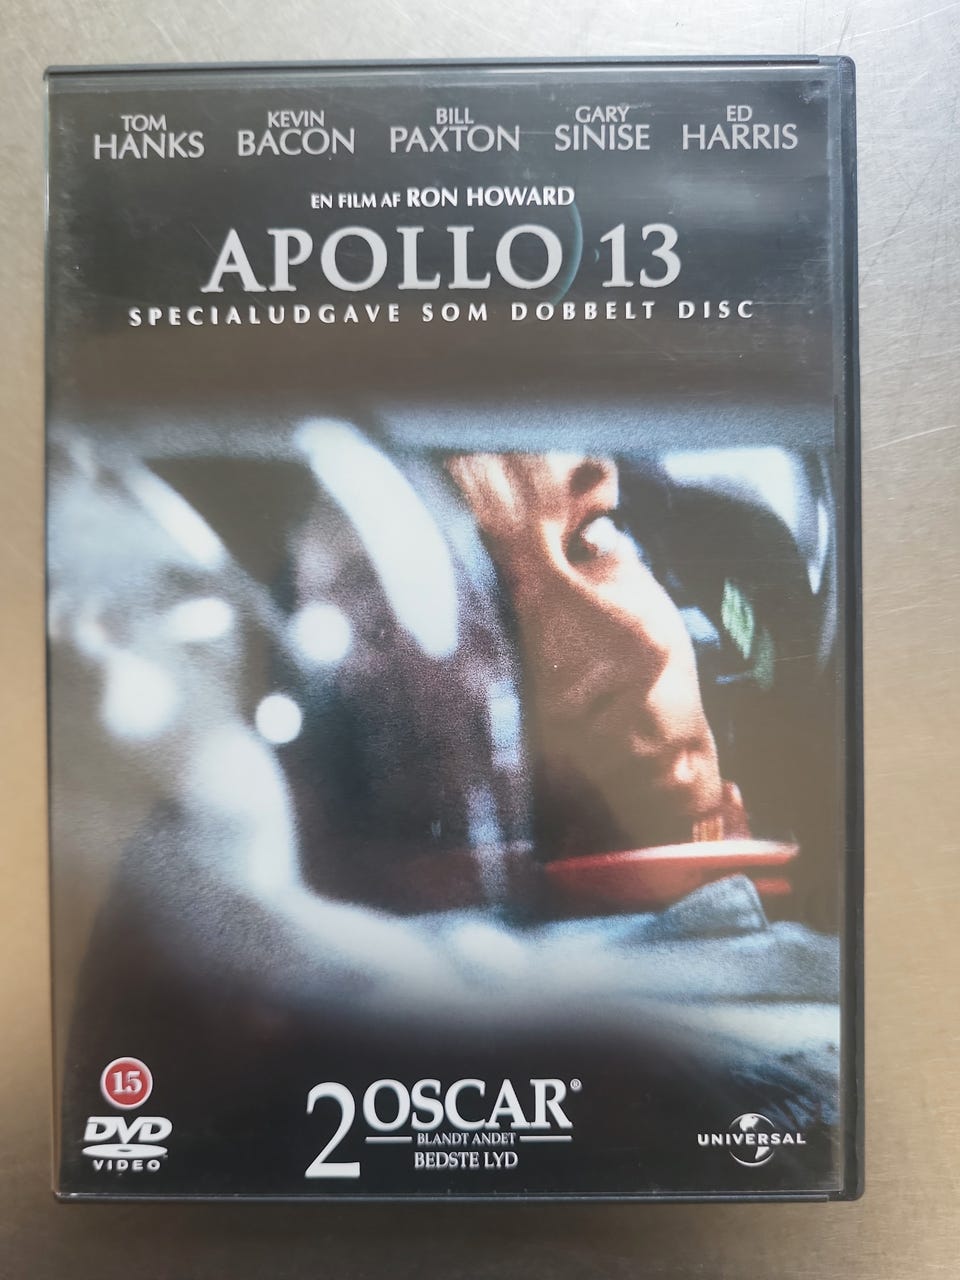 TOM HANKS KEVIN BACON BILL PAXTON GARY SINISE ED HARRIS
EN FILM AF RON HOWARD
APOLLO 13
SPECIALUDGAVE SOM DOBBELT DISC
15
DVD
VIDEO
2 OSCAR®
BLANDT ANDET
BEDSTE LYD
UNIVERSAL